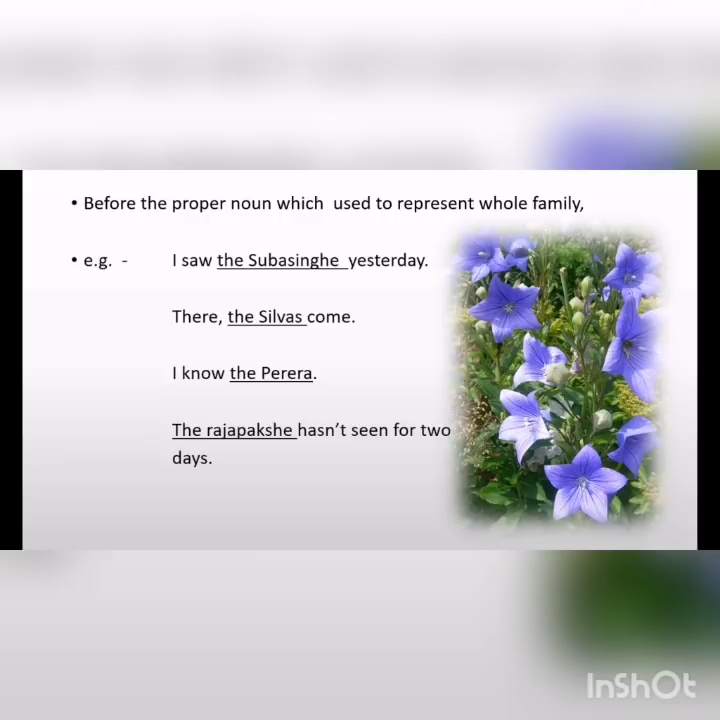 • Before the proper noun which used to represent whole family,
• e.g. - I saw the Subasinghe yesterday.
There, the Silvas come.
I know the Perera.
The rajapakshe hasn't seen for two
days.
InShOt